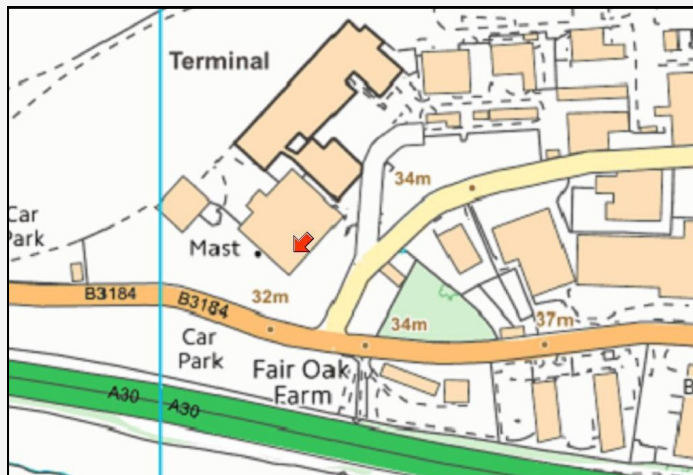 Terminal
34m
Car
Park
Mast
B3184
B3184
32m
34m
37m
Car
Park
Fair Oak
Farm
A30
A30
B